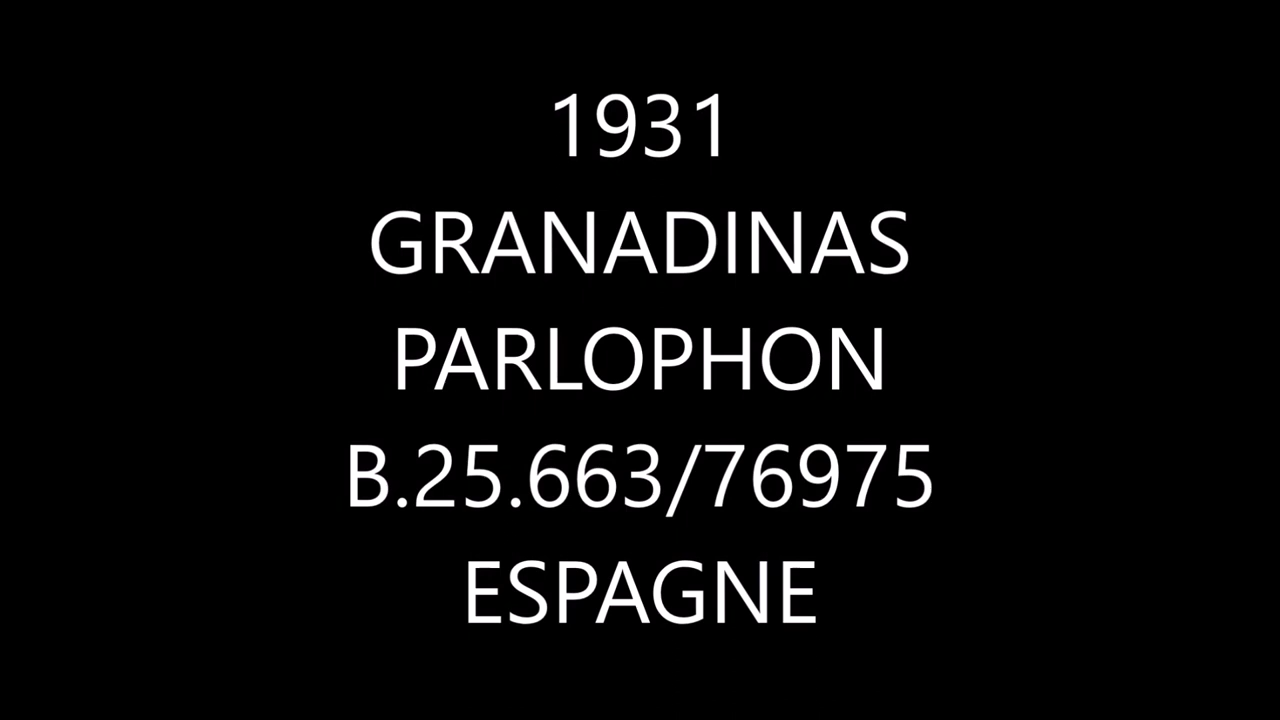 1931
GRANADINAS
PARLOPHON
B.25.663/76975
ESPAGNE